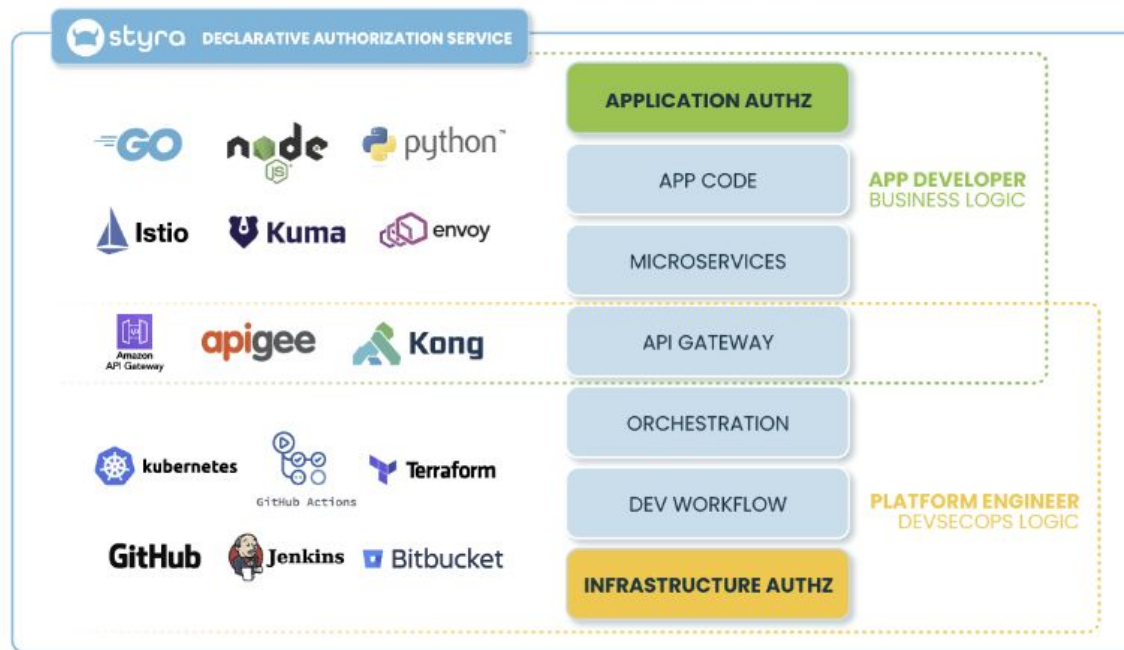 styra DECLARATIVE AUTHORIZATION SERVICE
APPLICATION AUTHZ
GO
node
JS
python™
APP CODE
APP DEVELOPER
BUSINESS LOGIC
Istio
Kuma
envoy
MICROSERVICES
Amazon
API Gateway
apigee
Kong
API GATEWAY
ORCHESTRATION
kubernetes
GitHub Actions
Terraform
DEV WORKFLOW
PLATFORM ENGINEER
DEVSECOPS LOGIC
GitHub
Jenkins
Bitbucket
INFRASTRUCTURE AUTHZ